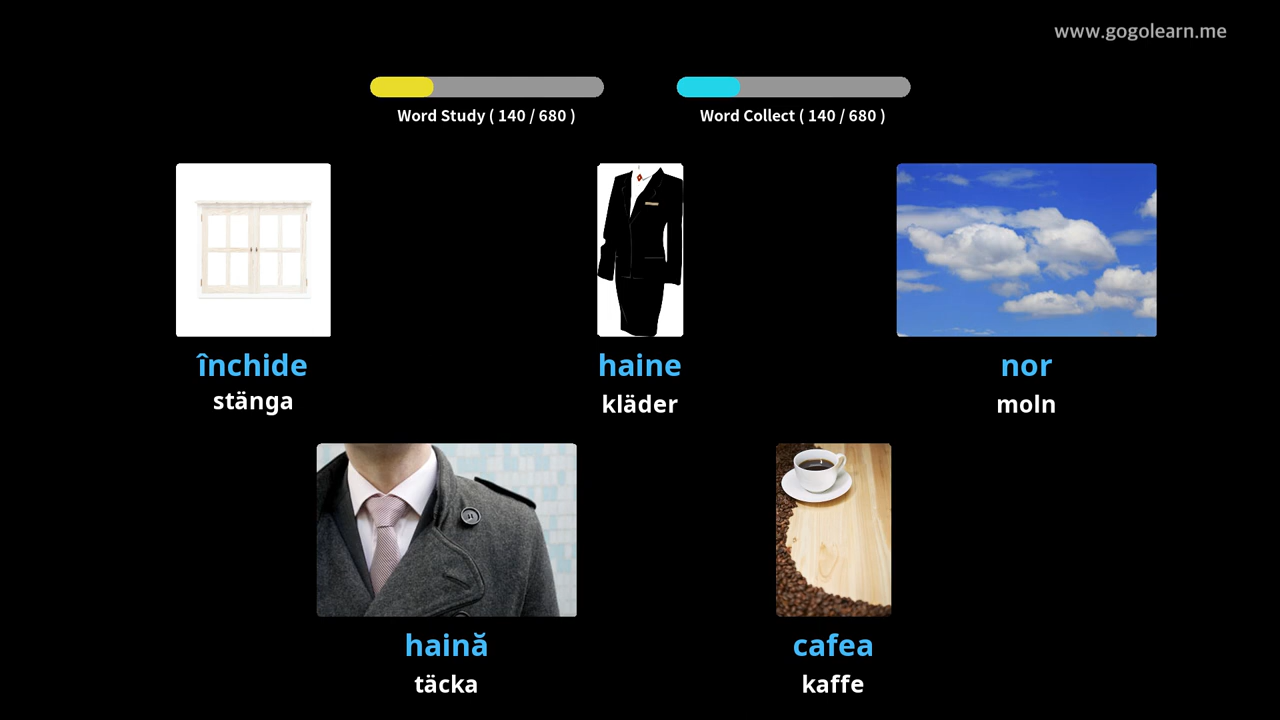 www.gogolearn.me
Word Study ( 140 / 680 )
Word Collect ( 140 / 680 )
închide
stänga
haine
kläder
nor
moln
haină
täcka
cafea
kaffe